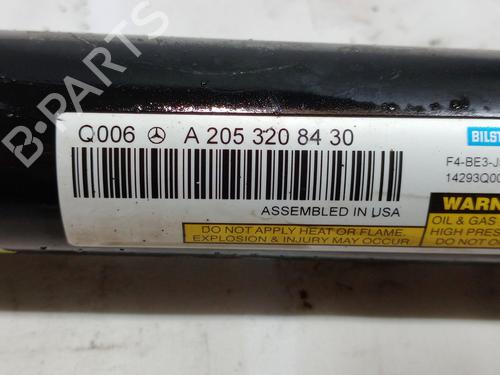 Q006 A 205 320 84 30
BILST
F4-BE3-J
14293Q00
ASSEMBLED IN USA
WARN
DO NOT APPLY HEAT OR FLAME.
EXPLOSION & INJURY MAY OCCUR
OIL & GAS
HIGH PRES
DO NOT O
B-PARTS